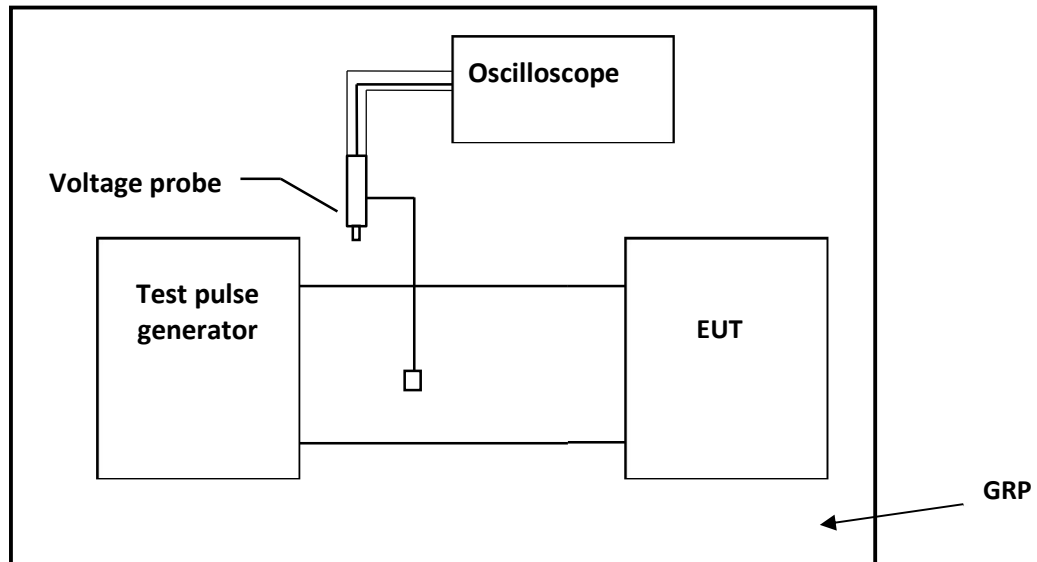 Oscilloscope
Voltage probe
Test pulse
generator
EUT
GRP